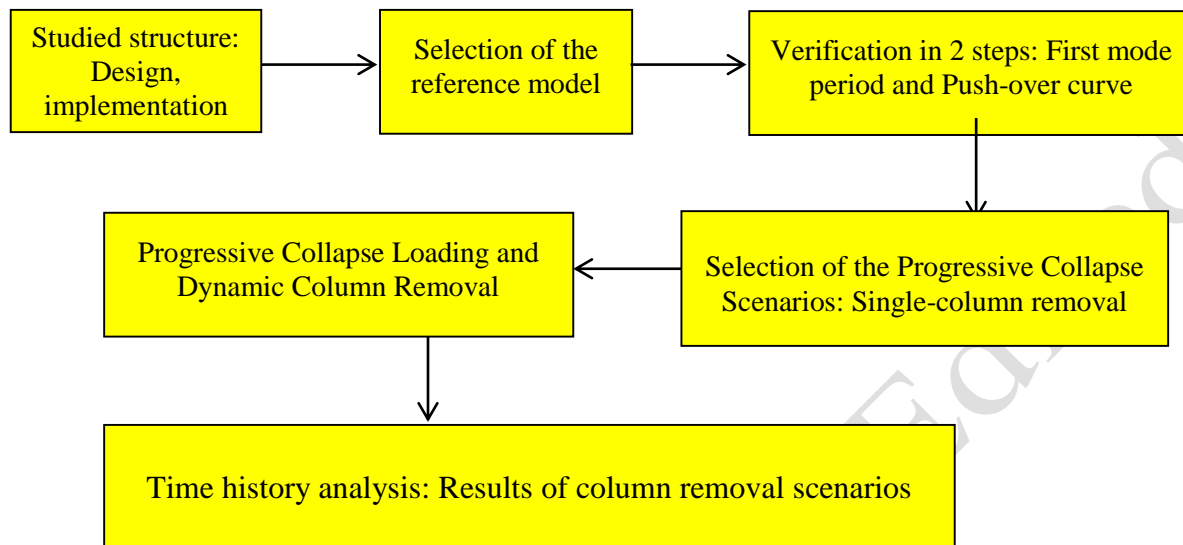 Studied structure:
Design,
implementation
Selection of the
reference model
Verification in 2 steps: First mode
period and Push-over curve
Progressive Collapse Loading and
Dynamic Column Removal
Selection of the Progressive Collapse
Scenarios: Single-column removal
Time history analysis: Results of column removal scenarios